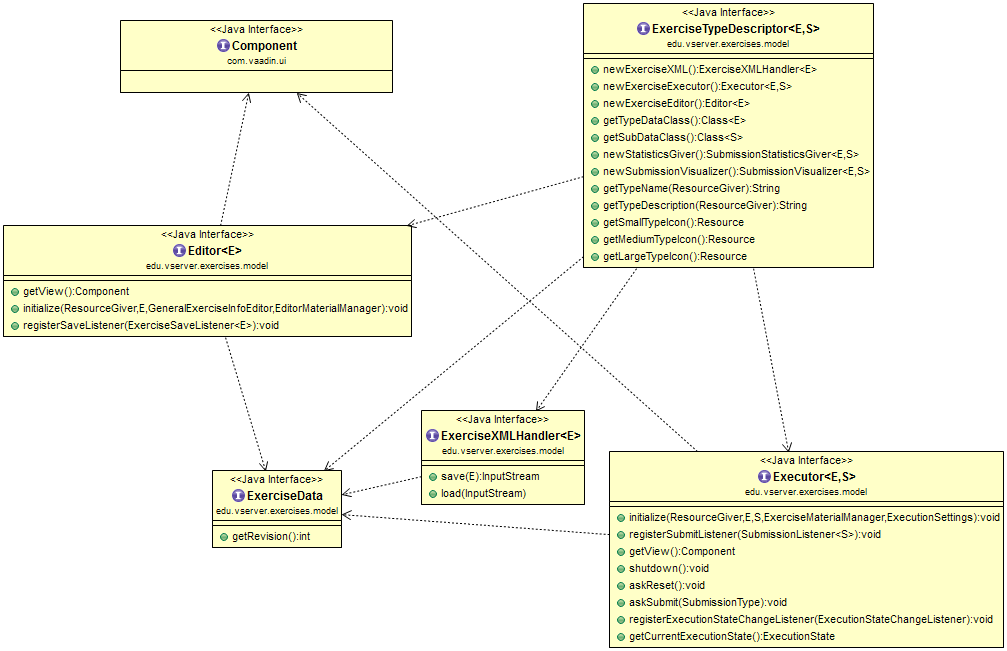 <<Java Interface>>
Component
com.vaadin.ui
<<Java Interface>>
ExerciseTypeDescriptor<E,S>
edu.vserver.exercises.model
newExerciseXML():ExerciseXMLHandler<E>
newExerciseExecutor():Executor<E,S>
newExerciseEditor():Editor<E>
getTypeDataClass():Class<E>
getSubDataClass():Class<S>
newStatisticsGiver():SubmissionStatisticsGiver<E,S>
newSubmissionVisualizer():SubmissionVisualizer<E,S>
getTypeName(ResourceGiver):String
getTypeDescription(ResourceGiver):String
getSmallTypeIcon():Resource
getMediumTypeIcon():Resource
getLargeTypeIcon():Resource
<<Java Interface>>
Editor<E>
edu.vserver.exercises.model
getView():Component
initialize(ResourceGiver,E,GeneralExerciseInfoEditor,EditorMaterialManager):void
registerSaveListener(ExerciseSaveListener<E>):void
<<Java Interface>>
ExerciseXMLHandler<E>
edu.vserver.exercises.model
save(E):InputStream
load(InputStream)
<<Java Interface>>
ExerciseData
edu.vserver.exercises.model
getRevision():int
<<Java Interface>>
Executor<E,S>
edu.vserver.exercises.model
initialize(ResourceGiver,E,S,ExerciseMaterialManager,ExecutionSettings):void
registerSubmitListener(SubmissionListener<S>):void
getView():Component
shutdown():void
askReset():void
askSubmit(SubmissionType):void
registerExecutionStateChangeListener(ExecutionStateChangeListener):void
getCurrentExecutionState():ExecutionState